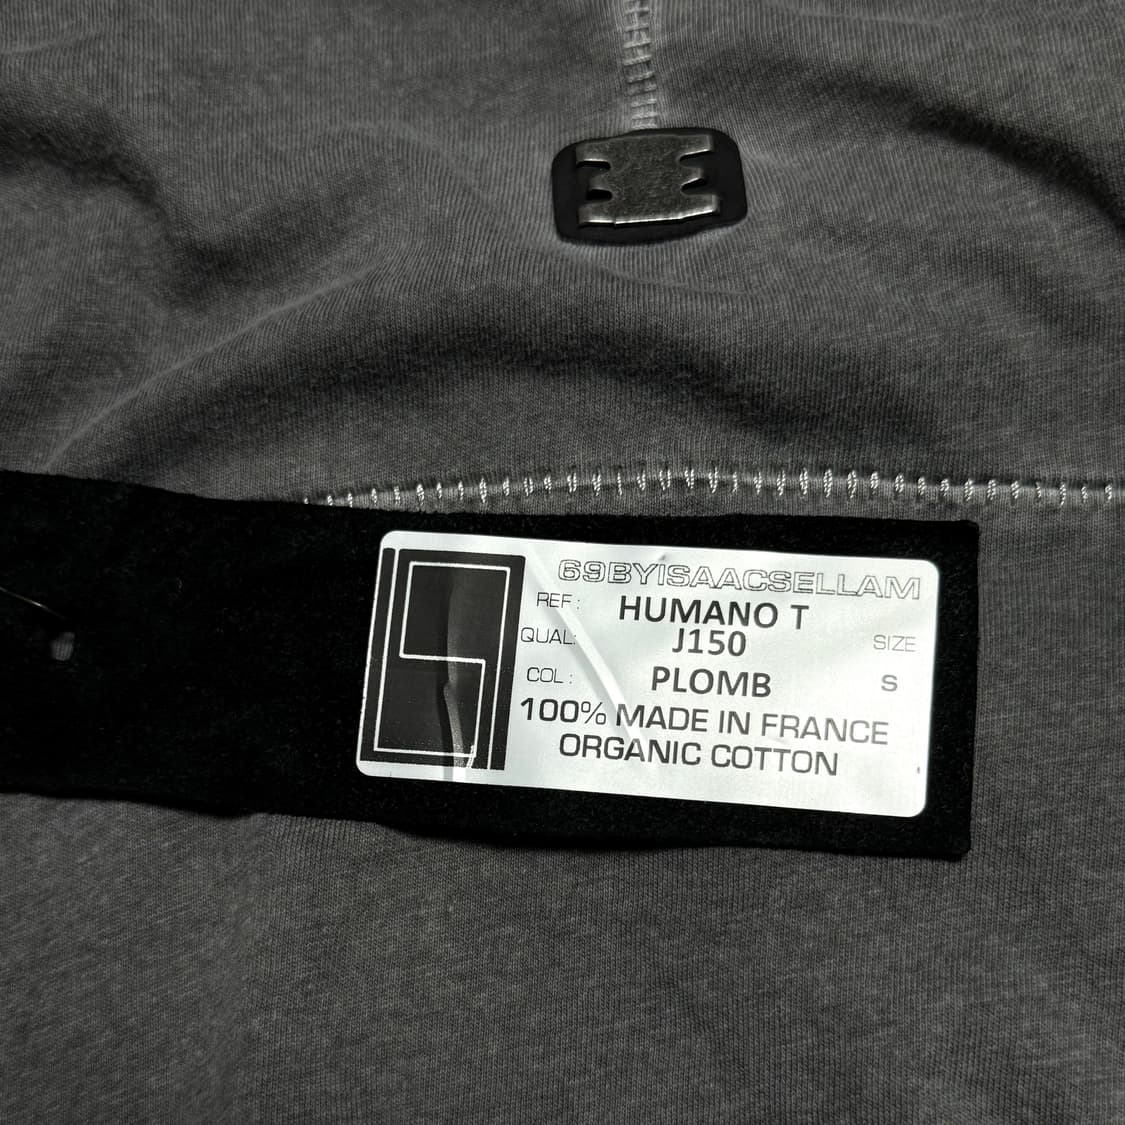 69BYISAACSELLAM
REF: HUMANO T
QUAL: J150 SIZE
COL: PLOMB S
100% MADE IN FRANCE
ORGANIC COTTON